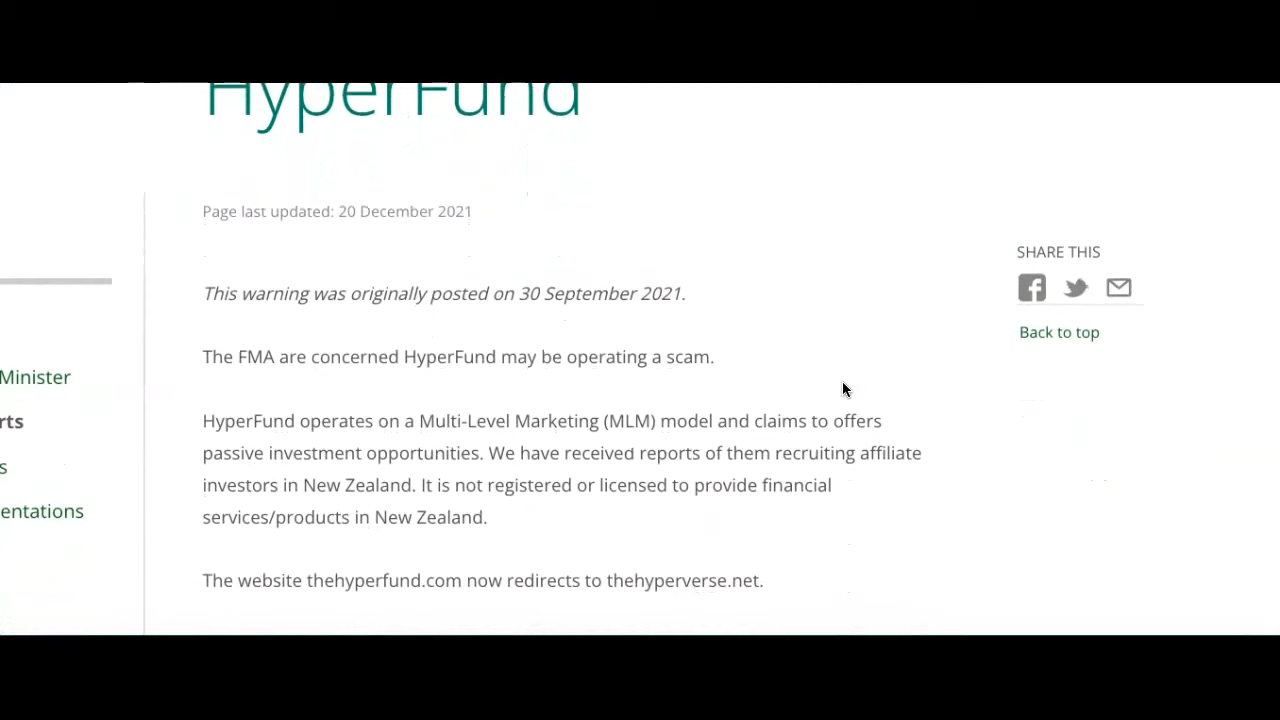 HyperFund
Page last updated: 20 December 2021
This warning was originally posted on 30 September 2021.
The FMA are concerned HyperFund may be operating a scam.
HyperFund operates on a Multi-Level Marketing (MLM) model and claims to offers
passive investment opportunities. We have received reports of them recruiting affiliate
investors in New Zealand. It is not registered or licensed to provide financial
services/products in New Zealand.
The website thehyperfund.com now redirects to thehyperverse.net.
SHARE THIS
Back to top
Minister
rts
s
entations